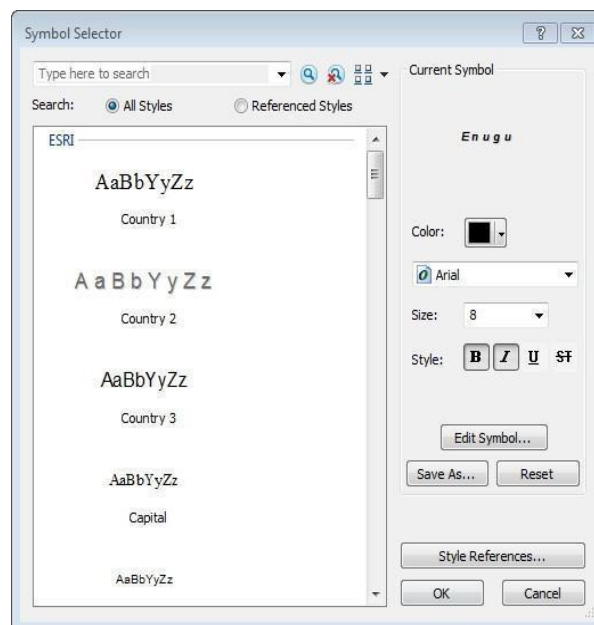 Symbol Selector
Type here to search
Search: All Styles Referenced Styles
ESRI
AaBbYyZz
Country 1
AaBbYyZz
Country 2
AaBbYyZz
Country 3
AaBbYyZz
Capital
AaBbYyZz
Current Symbol
Enugu
Color:
Arial
Size: 8
Style: B I U ST
Edit Symbol...
Save As... Reset
Style References...
OK Cancel